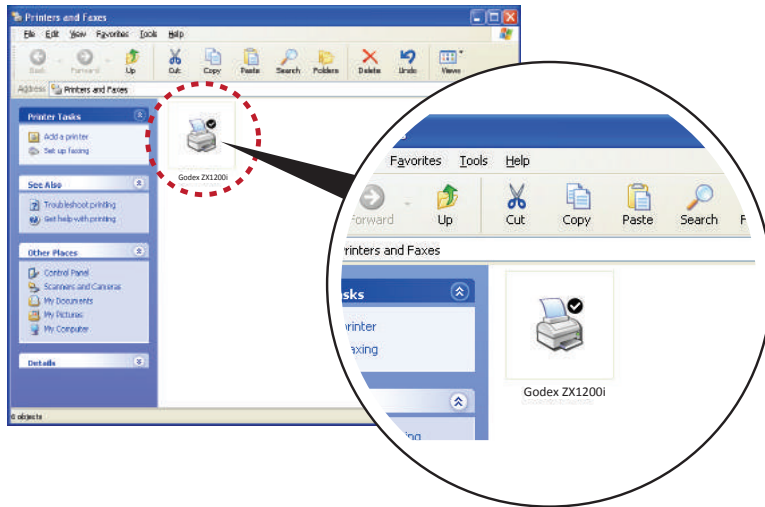 Printers and Faxes
File Edit View Favorites Tools Help
Back Forward Up Cut Copy Paste Search Folders Delete Undo Views
Address Printers and Faxes
Printer Tasks
Add a printer
Set up faxing
See Also
Troubleshoot printing
Get help with printing
Other Places
Control Panel
Scanners and Cameras
My Documents
My Pictures
My Computer
Details
Godex ZX1200i
objects
Favorites Tools Help
Forward Up Cut Copy Paste Search F
rinters and Faxes
sks
rinter
axing
Godex ZX1200i